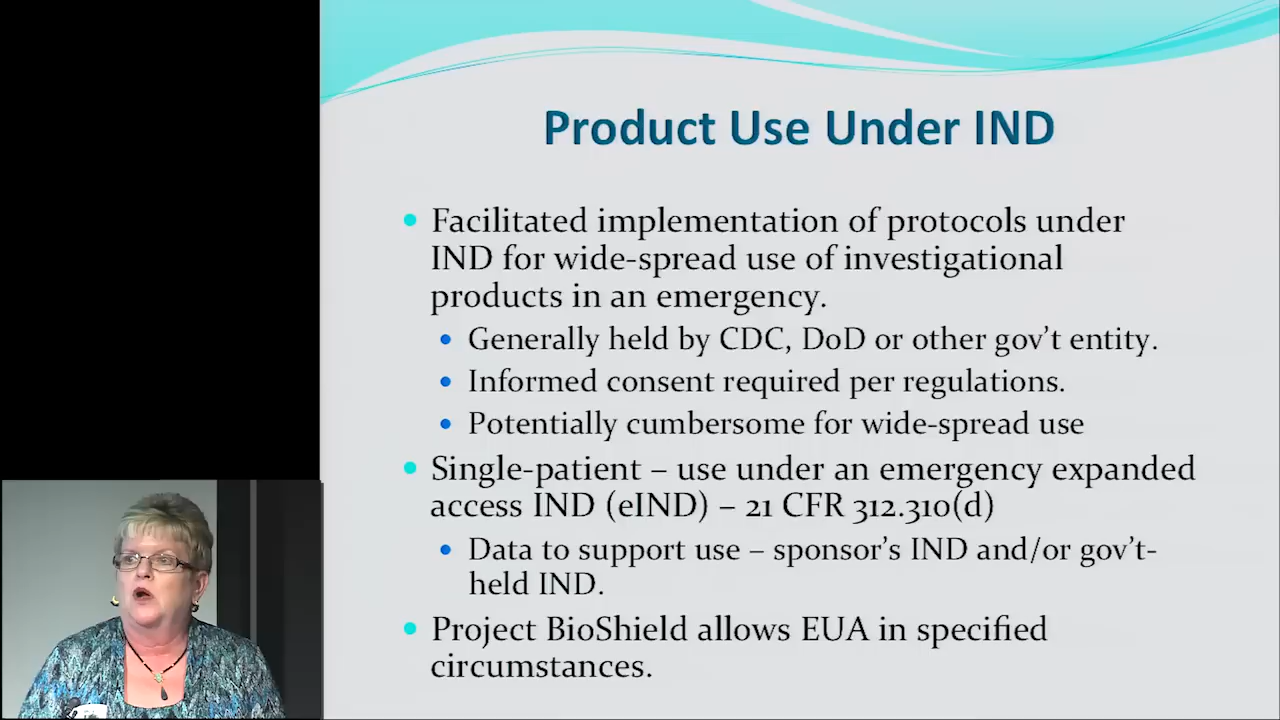 Product Use Under IND
Facilitated implementation of protocols under
IND for wide-spread use of investigational
products in an emergency.
Generally held by CDC, DoD or other gov't entity.
Informed consent required per regulations.
Potentially cumbersome for wide-spread use
Single-patient – use under an emergency expanded
access IND (eIND) – 21 CFR 312.310(d)
Data to support use – sponsor's IND and/or gov't-
held IND.
Project BioShield allows EUA in specified
circumstances.